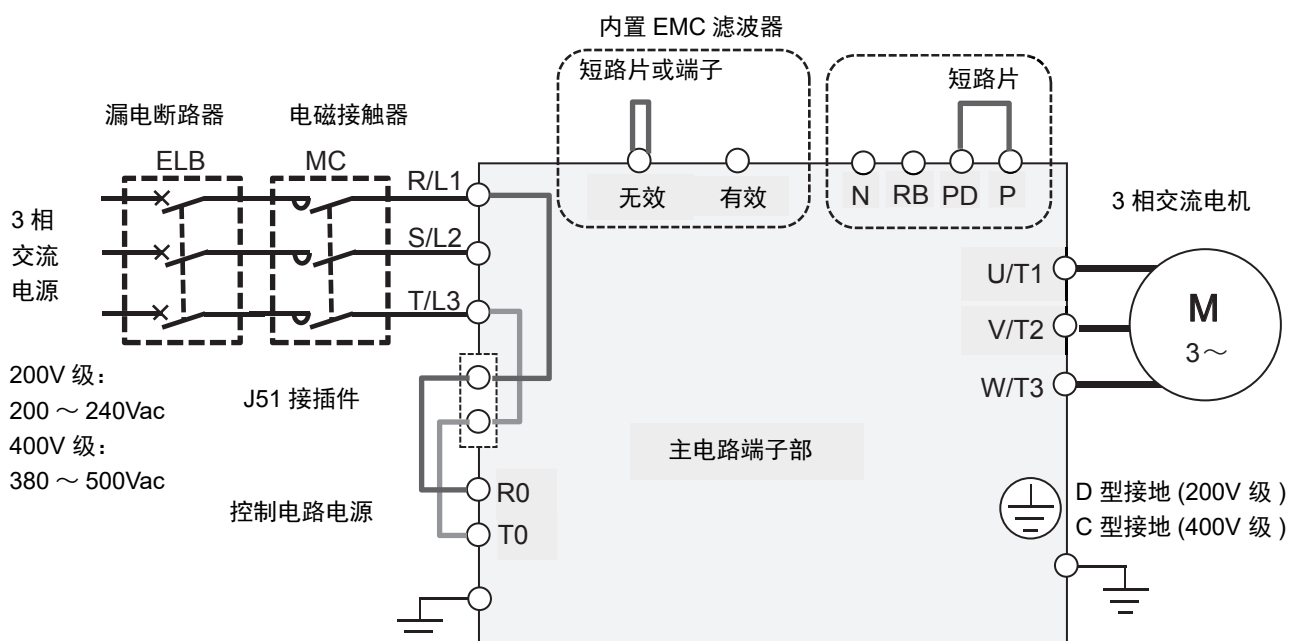 内置 EMC 滤波器
短路片或端子
短路片
漏电断路器
电磁接触器
ELB
MC
R/L1
无效
有效
N
RB
PD
P
3 相交流电机
3 相
交流
电源
S/L2
T/L3
U/T1
V/T2
W/T3
M
3～
200V 级：
200 ～ 240Vac
400V 级：
380 ～ 500Vac
J51 接插件
主电路端子部
控制电路电源
R0
T0
D 型接地 (200V 级 )
C 型接地 (400V 级 )